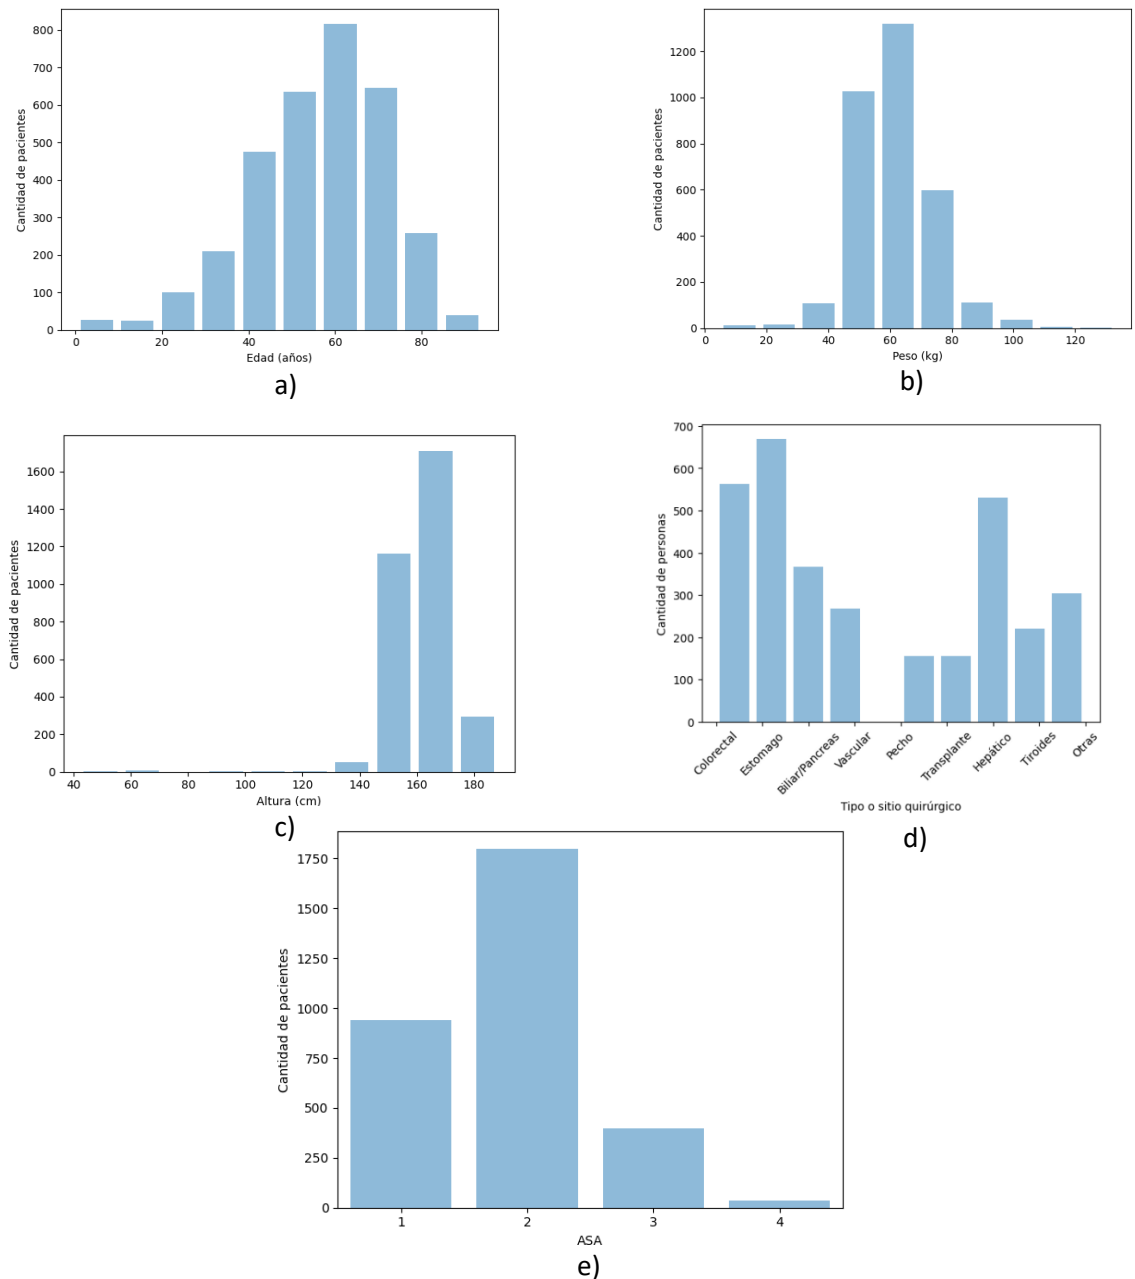 800
700
600
500
400
300
200
100
0
Cantidad de pacientes
0 20 40 60 80
Edad (años)
a)
1200
1000
800
600
400
200
0
Cantidad de pacientes
0 20 40 60 80 100 120
Peso (kg)
b)
1600
1400
1200
1000
800
600
400
200
0
Cantidad de pacientes
40 60 80 100 120 140 160 180
Altura (cm)
c)
700
600
500
400
300
200
100
0
Cantidad de personas
Colorectal
Estomago
Biliar/Pancreas
Vascular
Pecho
Transplante
Hepático
Tiroides
Otras
Tipo o sitio quirúrgico
d)
1750
1500
1250
1000
750
500
250
0
Cantidad de pacientes
1 2 3 4
ASA
e)